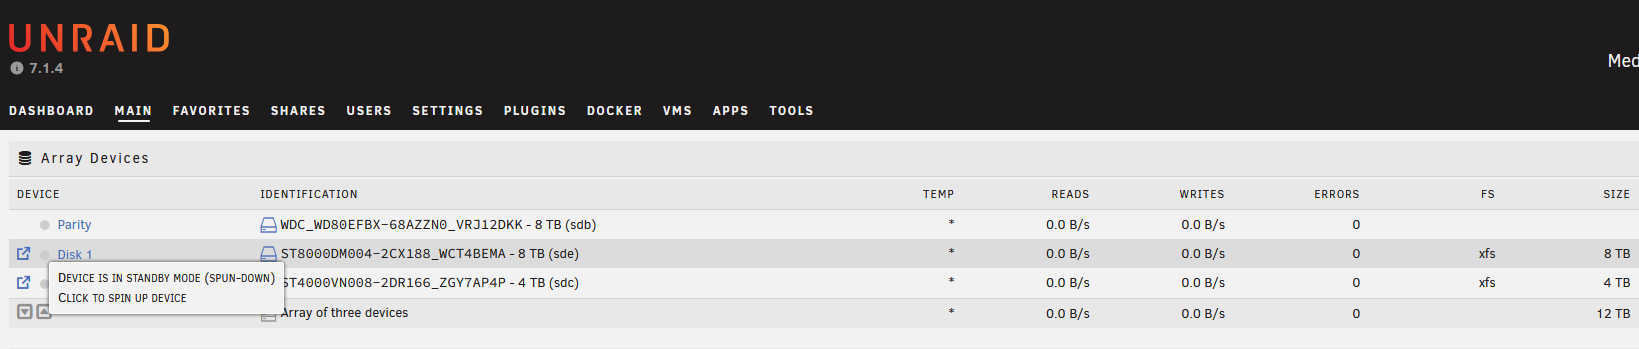 UNRAID
7.1.4
Med
DASHBOARD MAIN FAVORITES SHARES USERS SETTINGS PLUGINS DOCKER VMS APPS TOOLS
Array Devices
DEVICE IDENTIFICATION TEMP READS WRITES ERRORS FS SIZE
Parity WDC_WD80EFBX-68AZZN0_VRJ12DKK - 8 TB (sdb) * 0.0 B/s 0.0 B/s 0
Disk 1 ST8000DM004-2CX188_WCT4BEMA - 8 TB (sde) * 0.0 B/s 0.0 B/s 0 xfs 8 TB
ST4000VN008-2DR166_ZGY7AP4P - 4 TB (sdc) * 0.0 B/s 0.0 B/s 0 xfs 4 TB
DEVICE IS IN STANDBY MODE (SPUN-DOWN)
CLICK TO SPIN UP DEVICE
Array of three devices * 0.0 B/s 0.0 B/s 0 12 TB